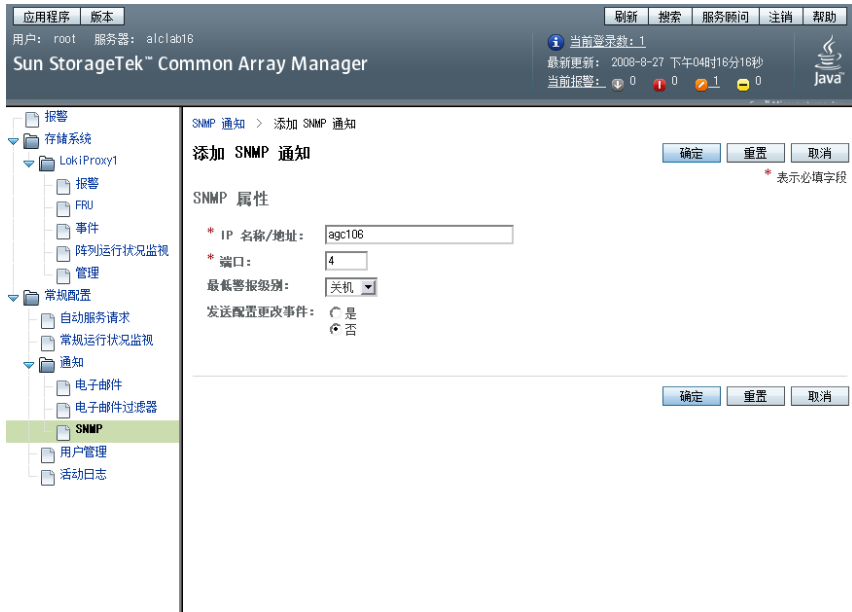 应用程序 版本 刷新 搜索 服务顾问 注销 帮助
用户: root 服务器: alclab16
Sun StorageTek™ Common Array Manager
当前登录数: 1
最新更新: 2008-8-27 下午04时16分16秒
当前报警: 0 0 1 0
Java
报警
存储系统
LokiProxy1
报警
FRU
事件
阵列运行状况监视
管理
常规配置
自动服务请求
常规运行状况监视
通知
电子邮件
电子邮件过滤器
SNMP
用户管理
活动日志
SNMP 通知 > 添加 SNMP 通知
添加 SNMP 通知 确定 重置 取消
* 表示必填字段
SNMP 属性
* IP 名称/地址: agc106
* 端口: 4
最低警报级别: 关机
发送配置更改事件: 是
否
确定 重置 取消